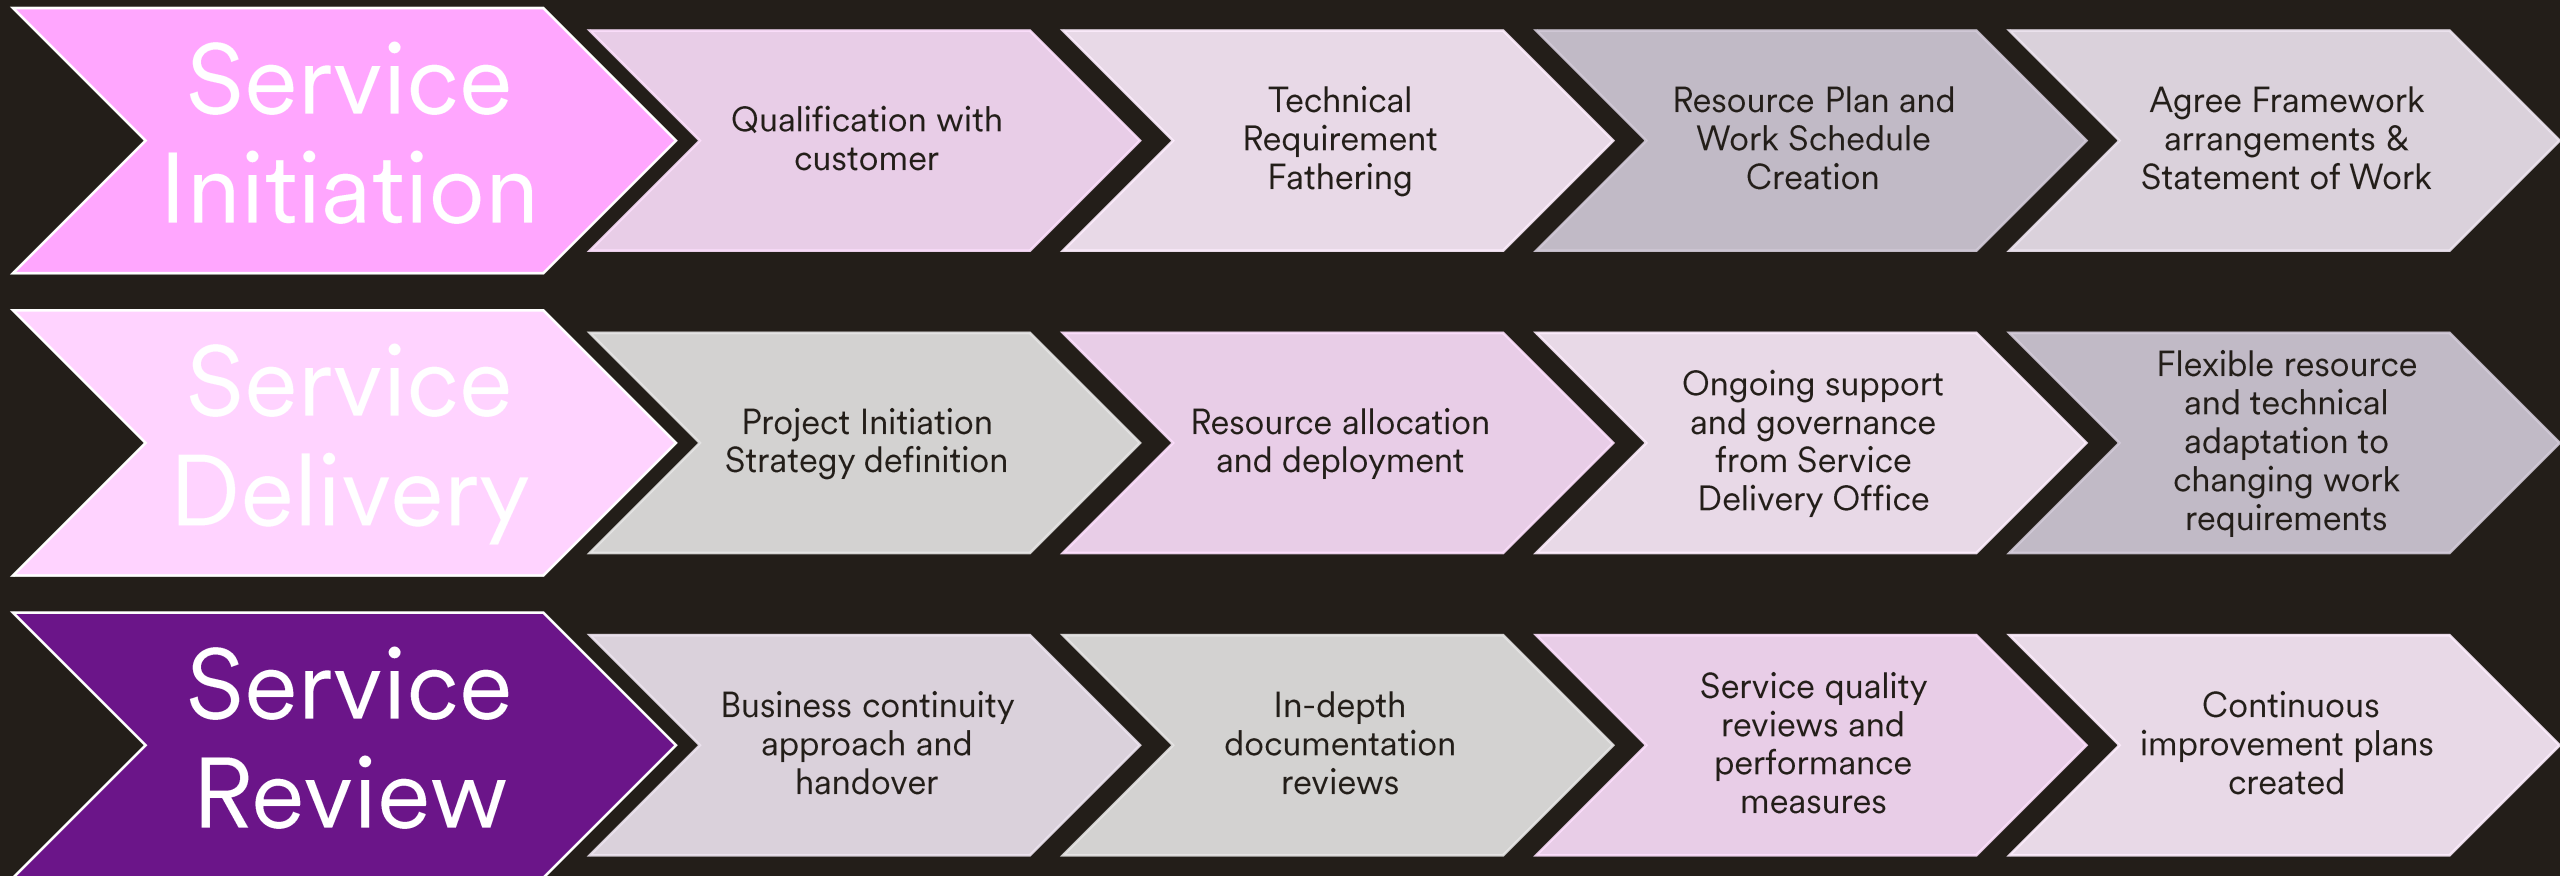 Service
Initiation
Qualification with
customer
Technical
Requirement
Fathering
Resource Plan and
Work Schedule
Creation
Agree Framework
arrangements &
Statement of Work
Service
Delivery
Project Initiation
Strategy definition
Resource allocation
and deployment
Ongoing support
and governance
from Service
Delivery Office
Flexible resource
and technical
adaptation to
changing work
requirements
Service
Review
Business continuity
approach and
handover
In-depth
documentation
reviews
Service quality
reviews and
performance
measures
Continuous
improvement plans
created